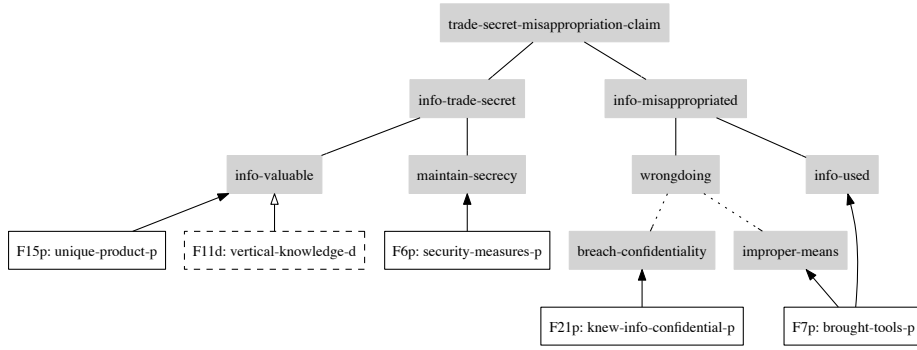 trade-secret-misappropriation-claim
info-trade-secret
info-misappropriated
info-valuable
maintain-secrecy
wrongdoing
info-used
F15p: unique-product-p
F11d: vertical-knowledge-d
F6p: security-measures-p
breach-confidentiality
improper-means
F21p: knew-info-confidential-p
F7p: brought-tools-p